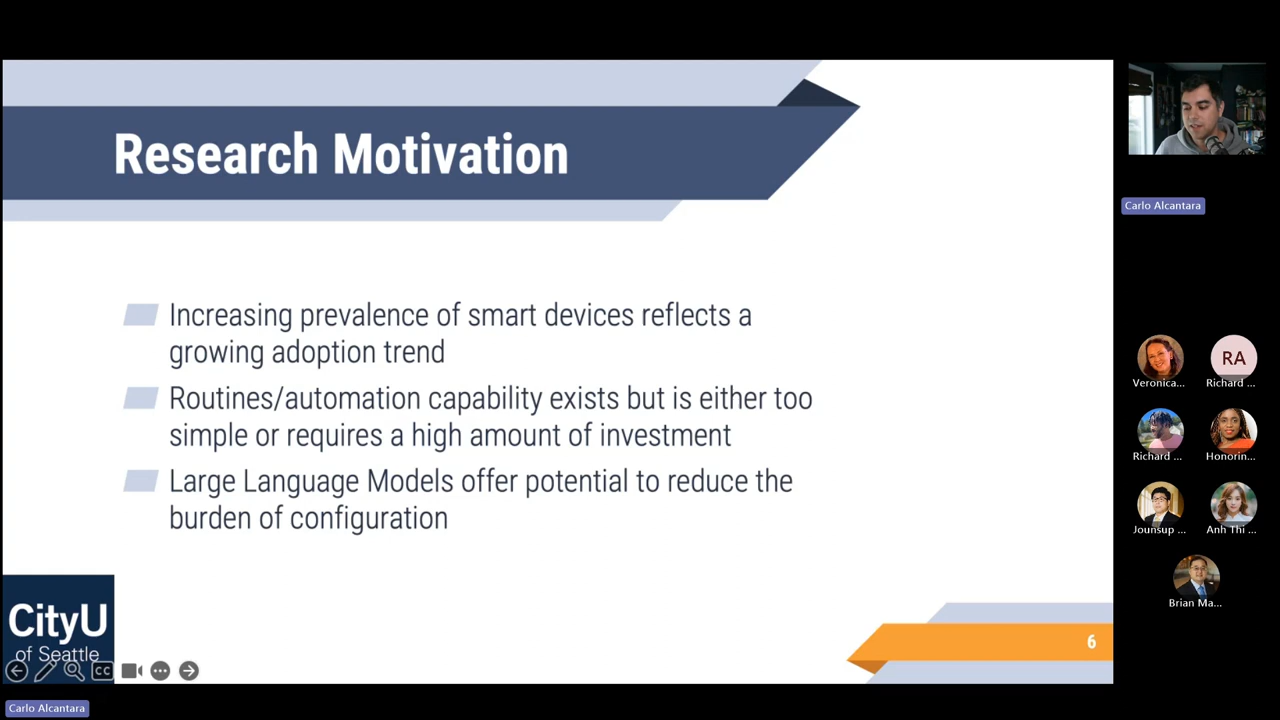 Research Motivation
Increasing prevalence of smart devices reflects a
growing adoption trend
Routines/automation capability exists but is either too
simple or requires a high amount of investment
Large Language Models offer potential to reduce the
burden of configuration
CityU
of Seattle
CC
6
Carlo Alcantara
Carlo Alcantara
RA
Veronica...
Richard ...
Richard ...
Honorin...
Jounsup ...
Anh Thi ...
Brian Ma...